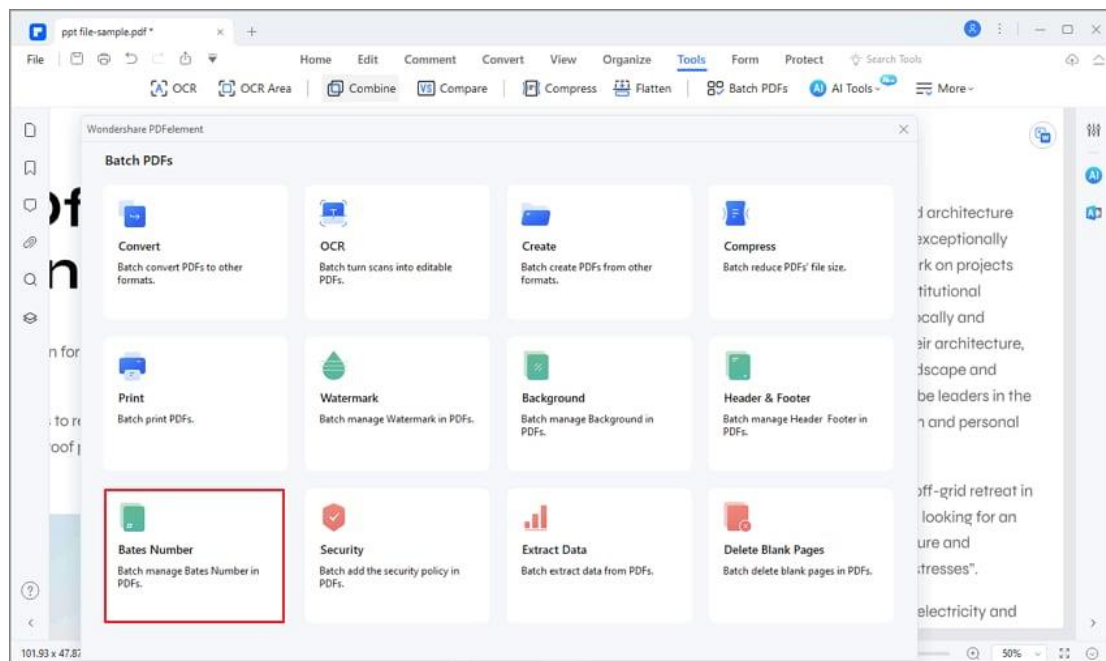 ppt file-sample.pdf *
File Home Edit Comment Convert View Organize Tools Form Protect Search Tools
OCR OCR Area Combine Compare Compress Flatten Batch PDFs AI Tools More
Wondershare PDFelement
Batch PDFs
Convert
Batch convert PDFs to other
formats.
OCR
Batch turn scans into editable
PDFs.
Create
Batch create PDFs from other
formats.
Compress
Batch reduce PDFs' file size.
Print
Batch print PDFs.
Watermark
Batch manage Watermark in PDFs.
Background
Batch manage Background in
PDFs.
Header & Footer
Batch manage Header Footer in
PDFs.
Bates Number
Batch manage Bates Number in
PDFs.
Security
Batch add the security policy in
PDFs.
Extract Data
Batch extract data from PDFs.
Delete Blank Pages
Batch delete blank pages in PDFs.
n for
to re
oof
architecture
exceptionally
rk on projects
titutional
ocally and
eir architecture,
dscape and
be leaders in the
n and personal
off-grid retreat in
looking for an
ure and
stresses".
electricity and
101.93 x 47.87
50%